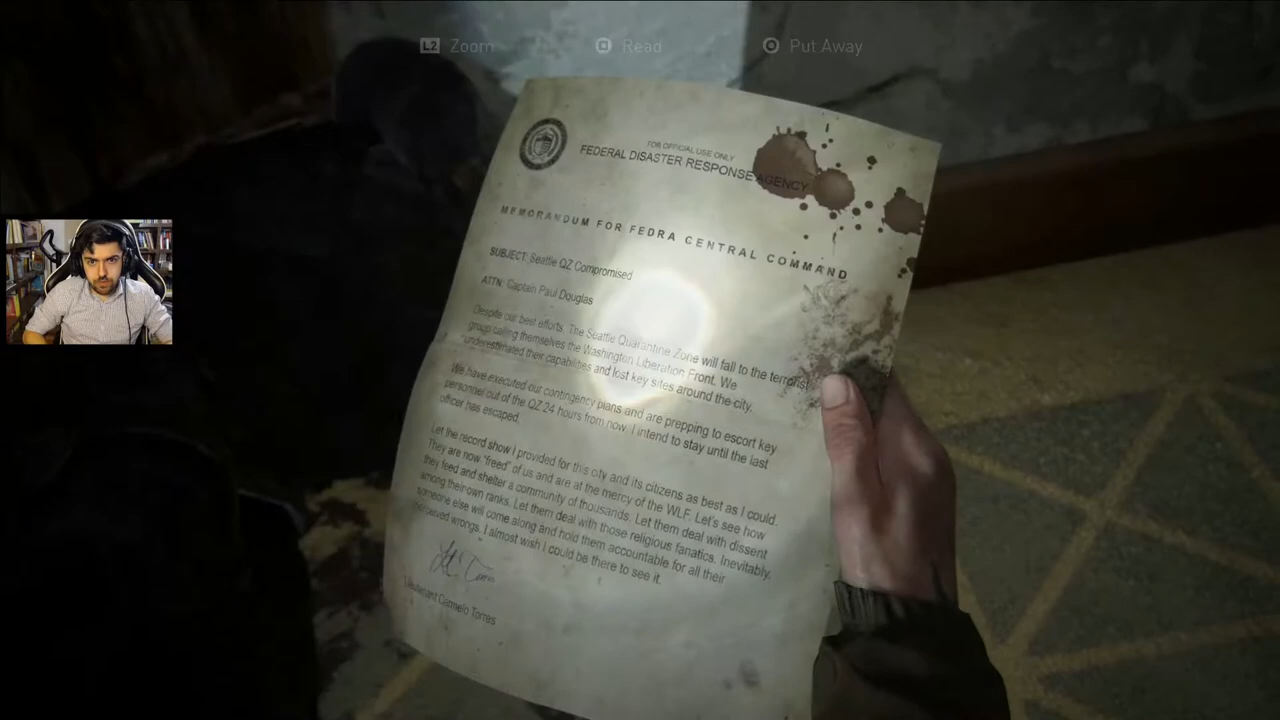 L2 Zoom Read Put Away
FOR OFFICIAL USE ONLY
FEDERAL DISASTER RESPONSE AGENCY
MEMORANDUM FOR FEDRA CENTRAL COMMAND
SUBJECT: Seattle QZ Compromised
ATTN: Captain Paul Douglas
Despite our best efforts, The Seattle Quarantine Zone will fall to the terrorist
group calling themselves the Washington Liberation Front. We
underestimated their capabilities and lost key sites around the city.
We have executed our contingency plans and are prepping to escort key
personnel out of the QZ 24 hours from now. I intend to stay until the last
officer has escaped.
Let the record show I provided for this city and its citizens as best as I could.
They are now "freed" of us and are at the mercy of the WLF. Let's see how
they feed and shelter a community of thousands. Let them deal with dissent
among their own ranks. Let them deal with those religious fanatics. Inevitably,
someone else will come along and hold them accountable for all their
perceived wrongs. I almost wish I could be there to see it.
Lieutenant Carmelo Torres